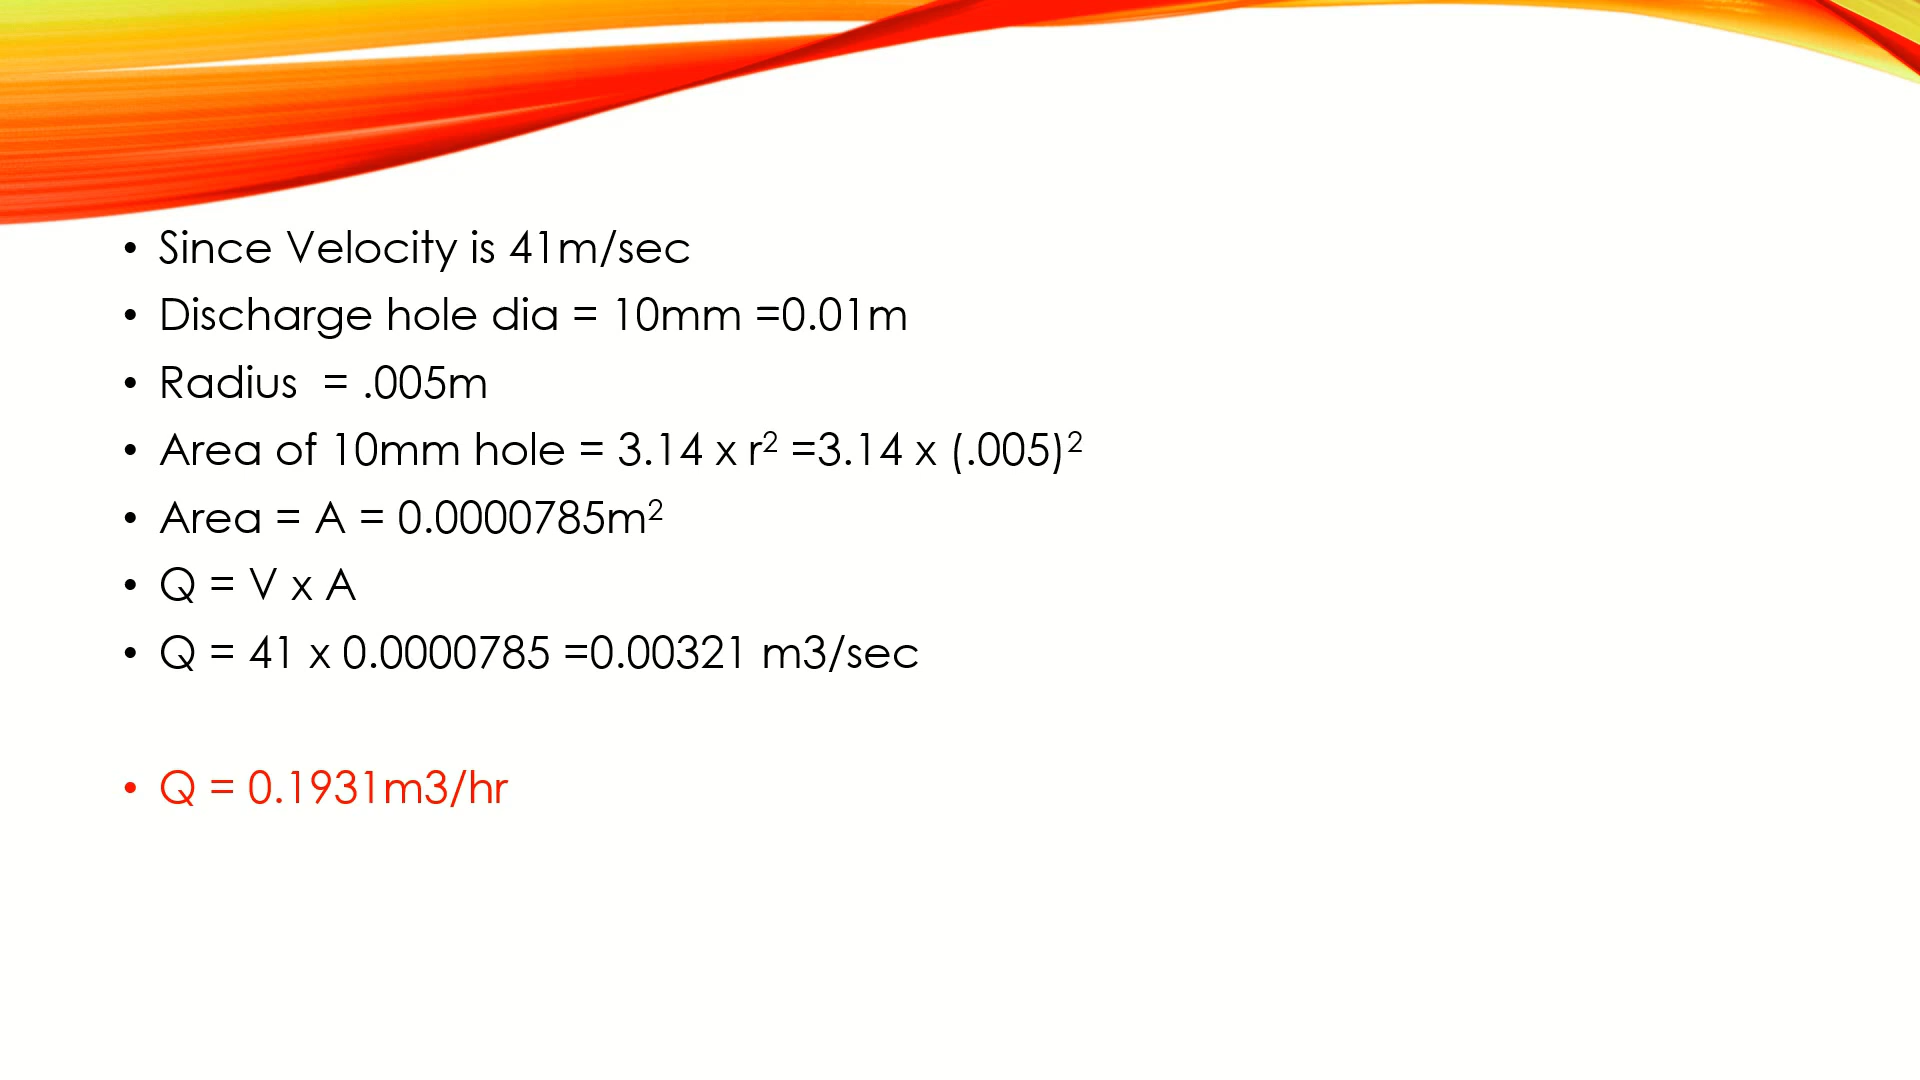 • Since Velocity is 41m/sec
• Discharge hole dia = 10mm =0.01m
• Radius  = .005m
• Area of 10mm hole = 3.14 x r² =3.14 x (.005)²
• Area = A = 0.0000785m²
• Q = V x A
• Q = 41 x 0.0000785 =0.00321 m3/sec
• Q = 0.1931m3/hr